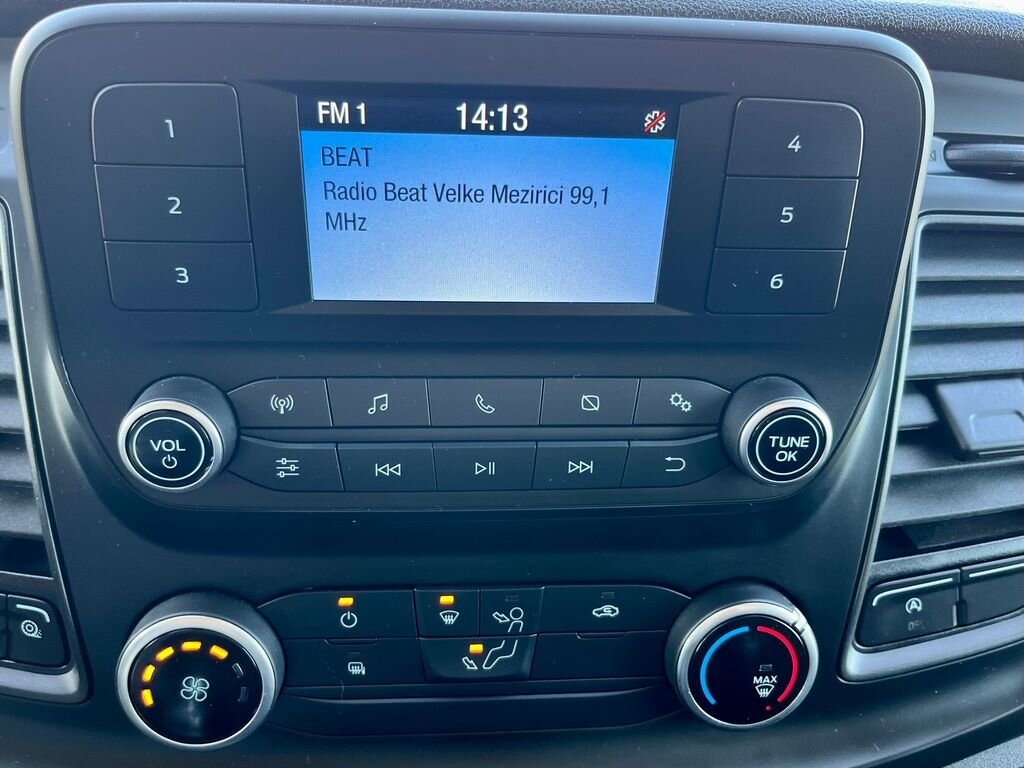 FM 1 14:13
BEAT
Radio Beat Velke Mezirici 99,1
MHz
1
2
3
4
5
6
VOL
TUNE
OK
MAX
A
OFF